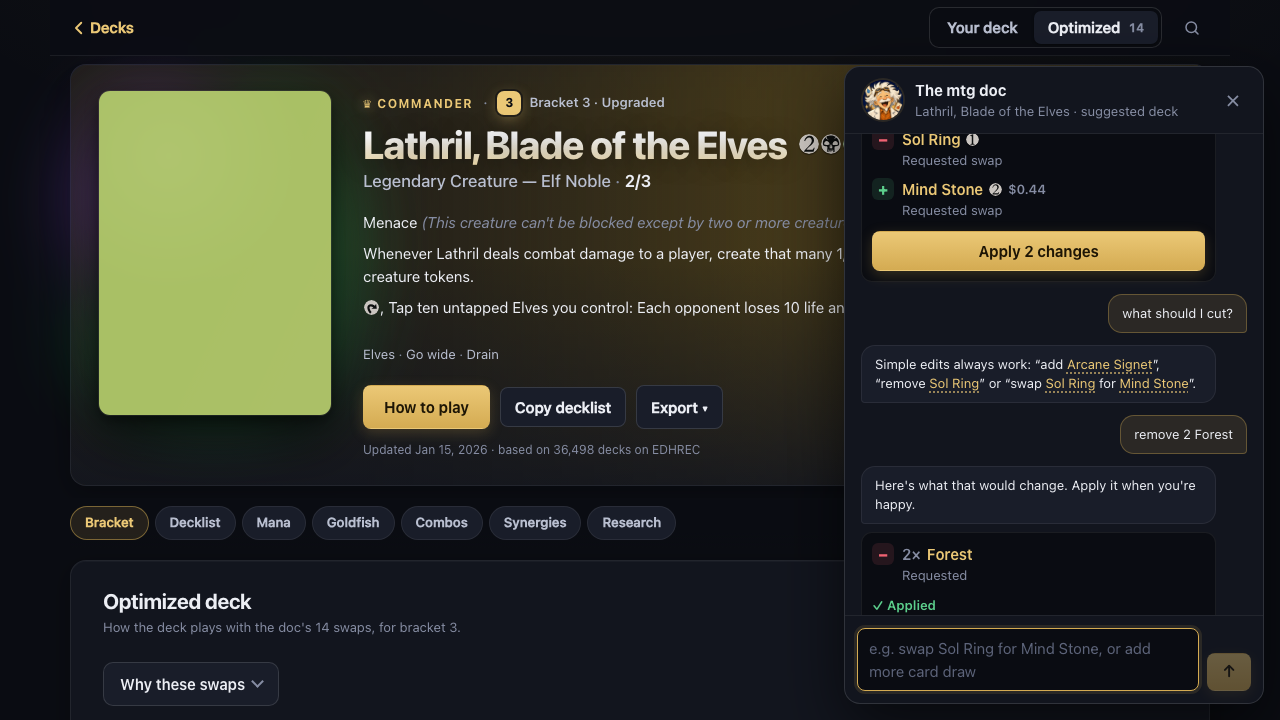 Decks
Your deck
Optimized 14
COMMANDER · 3 Bracket 3 · Upgraded
Lathril, Blade of the Elves 2
Legendary Creature — Elf Noble · 2/3
Menace (This creature can't be blocked except by two or more
Whenever Lathril deals combat damage to a player, create that many 1,
creature tokens.
, Tap ten untapped Elves you control: Each opponent loses 10 life
Elves · Go wide · Drain
How to play
Copy decklist
Export ▾
Updated Jan 15, 2026 · based on 36,498 decks on EDHREC
Bracket
Decklist
Mana
Goldfish
Combos
Synergies
Research
Optimized deck
How the deck plays with the doc's 14 swaps, for bracket 3.
Why these swaps
The mtg doc
Lathril, Blade of the Elves · suggested deck
− Sol Ring 1
Requested swap
+ Mind Stone 2 $0.44
Requested swap
Apply 2 changes
what should I cut?
Simple edits always work: “add Arcane Signet”,
“remove Sol Ring” or “swap Sol Ring for Mind Stone”.
remove 2 Forest
Here's what that would change. Apply it when you're
happy.
− 2× Forest
Requested
✓ Applied
e.g. swap Sol Ring for Mind Stone, or add
more card draw